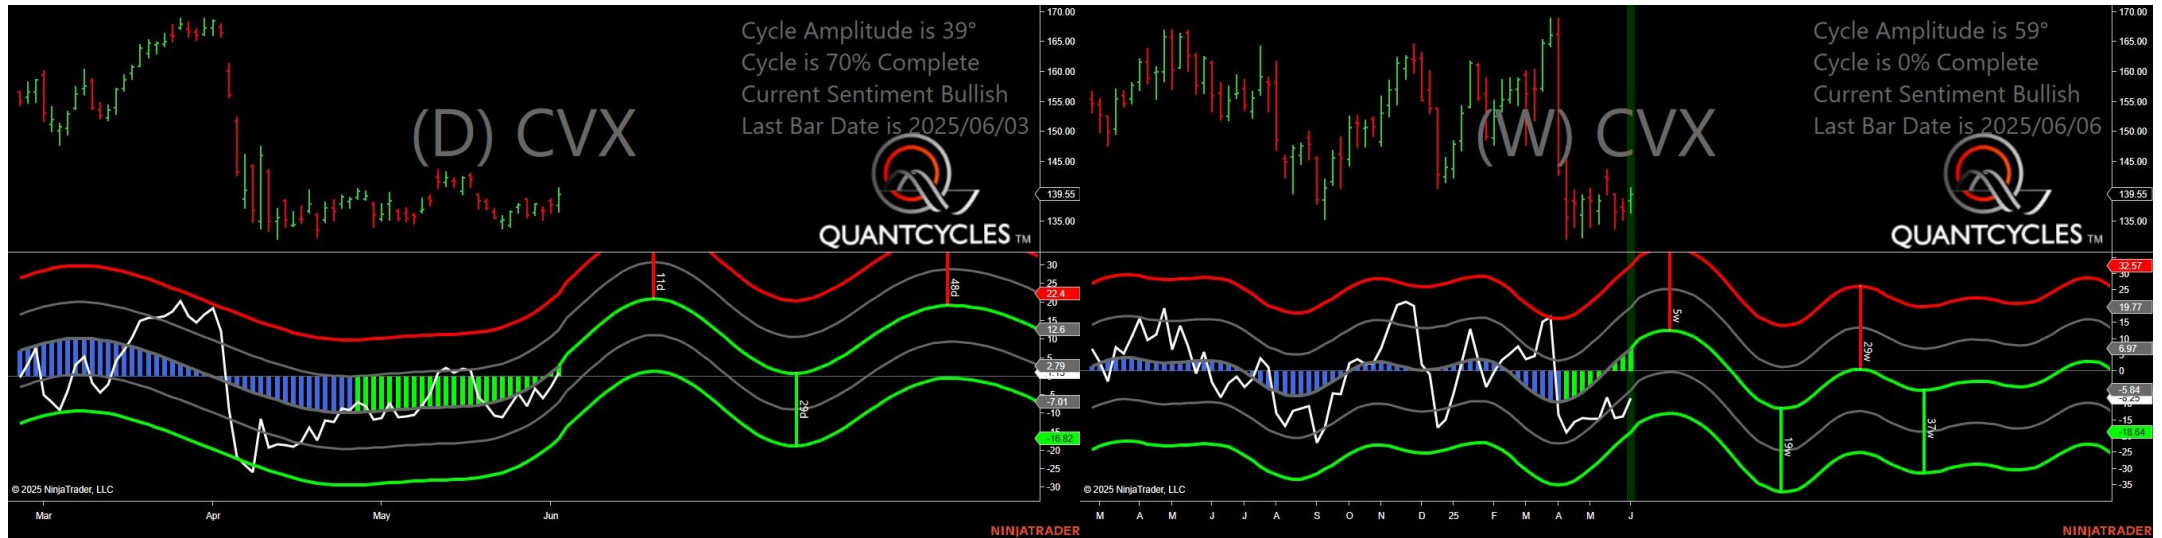 Cycle Amplitude is 39°
Cycle is 70% Complete
Current Sentiment Bullish
Last Bar Date is 2025/06/03
(D) CVX
QUANTCYCLES TM
170.00
165.00
160.00
155.00
150.00
145.00
139.55
135.00
30
22.4
20
15
12.6
10
5
2.79
-7.01
-10
-16.82
-20
-25
-30
11d
48d
29d
© 2025 NinjaTrader, LLC
Mar
Apr
May
Jun
NINJATRADER
Cycle Amplitude is 59°
Cycle is 0% Complete
Current Sentiment Bullish
Last Bar Date is 2025/06/06
(W) CVX
QUANTCYCLES TM
170.00
165.00
160.00
155.00
150.00
145.00
139.55
135.00
32.57
30
25
19.77
15
10
6.97
0
-5.84
-8.25
-15
-18.64
-25
-30
-35
5w
29w
19w
37w
© 2025 NinjaTrader, LLC
M A M J J A S O N D 25 F M A M J
NINJATRADER